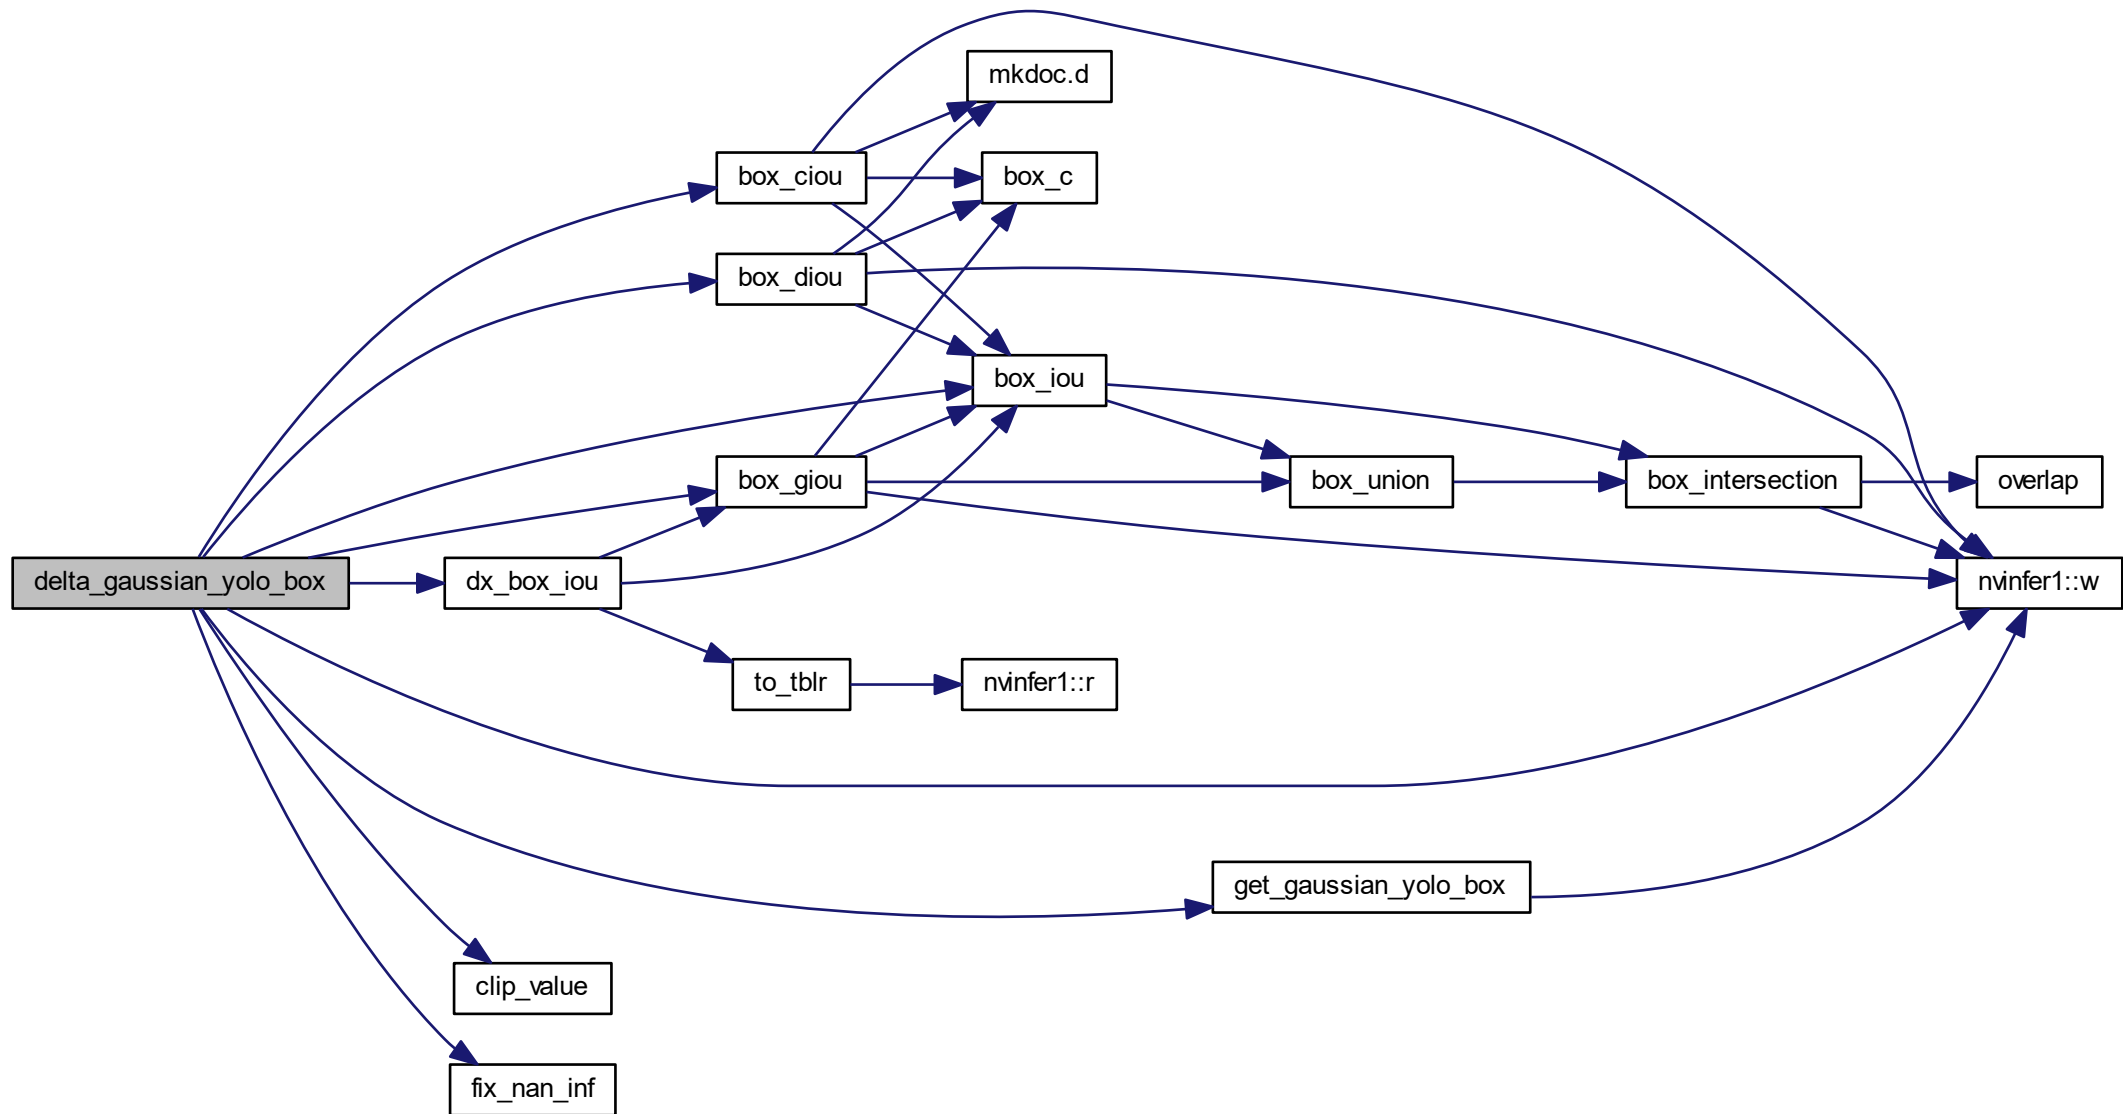 mkdoc.d
box_ciou
box_c
box_diou
box_iou
box_giou
box_union
box_intersection
overlap
delta_gaussian_yolo_box
dx_box_iou
nvinfer1::w
to_tblr
nvinfer1::r
get_gaussian_yolo_box
clip_value
fix_nan_inf